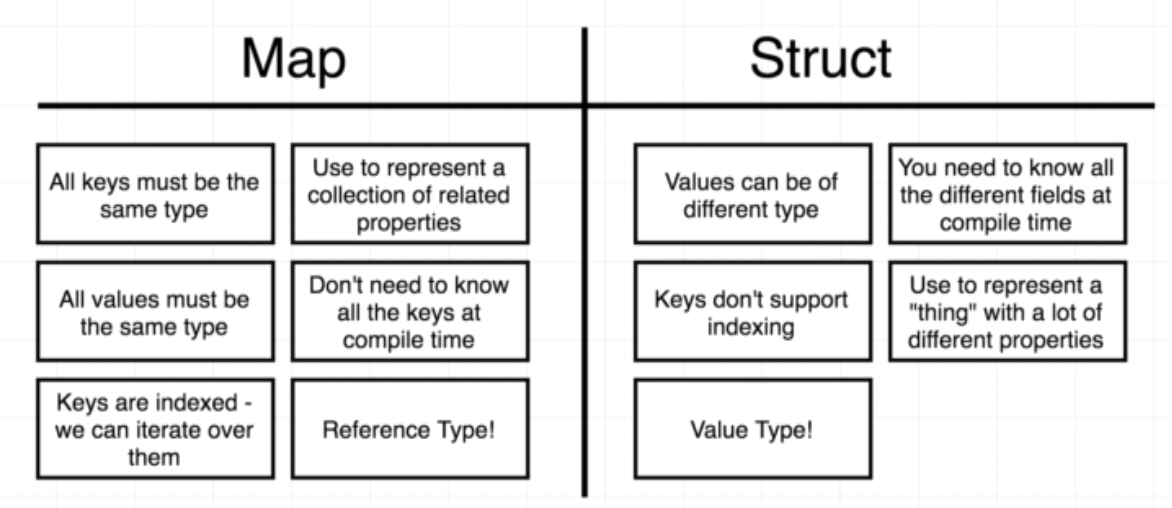 Map
Struct
All keys must be the
same type
Use to represent a
collection of related
properties
Values can be of
different type
You need to know all
the different fields at
compile time
All values must be
the same type
Don't need to know
all the keys at
compile time
Keys don't support
indexing
Use to represent a
"thing" with a lot of
different properties
Keys are indexed -
we can iterate over
them
Reference Type!
Value Type!